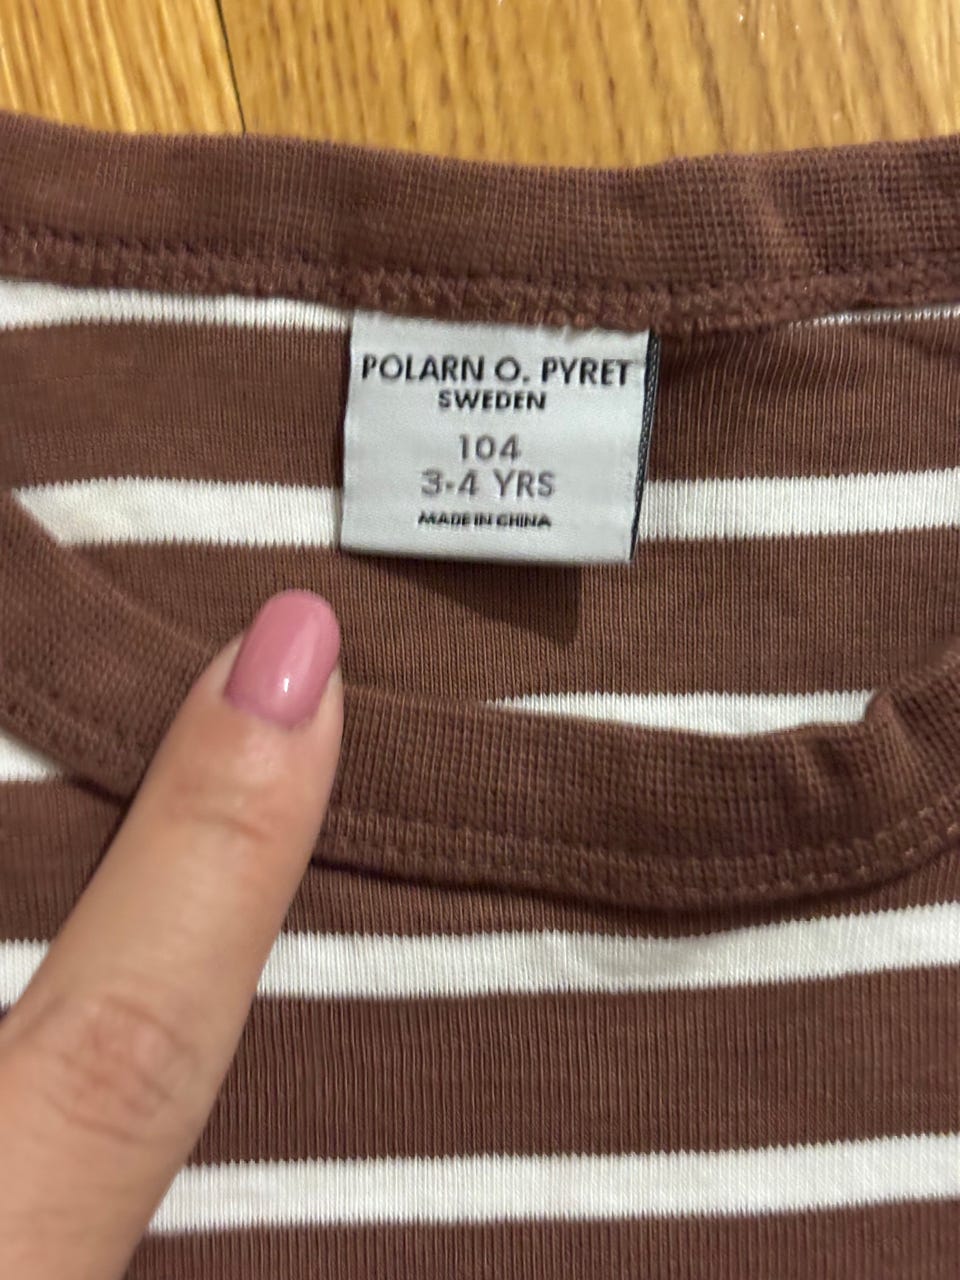 POLARN O. PYRET
SWEDEN
104
3-4 YRS
MADE IN CHINA